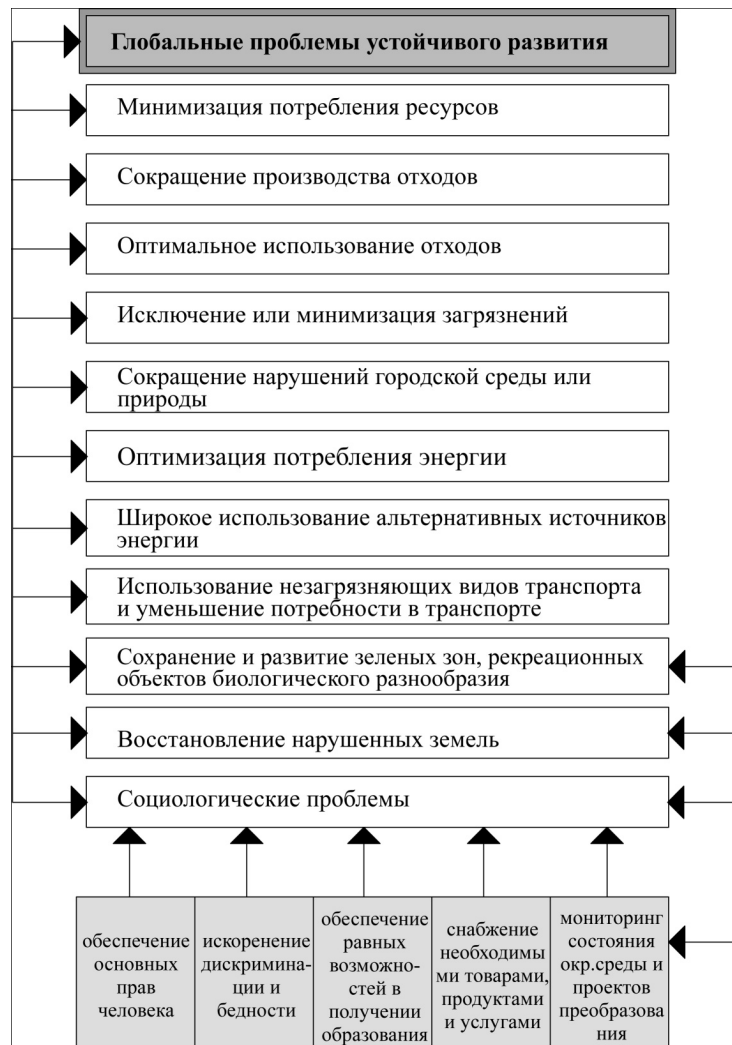 Глобальные проблемы устойчивого развития
Минимизация потребления ресурсов
Сокращение производства отходов
Оптимальное использование отходов
Исключение или минимизация загрязнений
Сокращение нарушений городской среды или
природы
Оптимизация потребления энергии
Широкое использование альтернативных источников
энергии
Использование незагрязняющих видов транспорта
и уменьшение потребности в транспорте
Сохранение и развитие зеленых зон, рекреационных
объектов биологического разнообразия
Восстановление нарушенных земель
Социологические проблемы
обеспечение
основных
прав
человека
искоренение
дискримина-
ции и
бедности
обеспечение
равных
возможно-
стей в
получении
образования
снабжение
необходимы
ми товарами,
продуктами
и услугами
мониторинг
состояния
окр.среды и
проектов
преобразова
ния